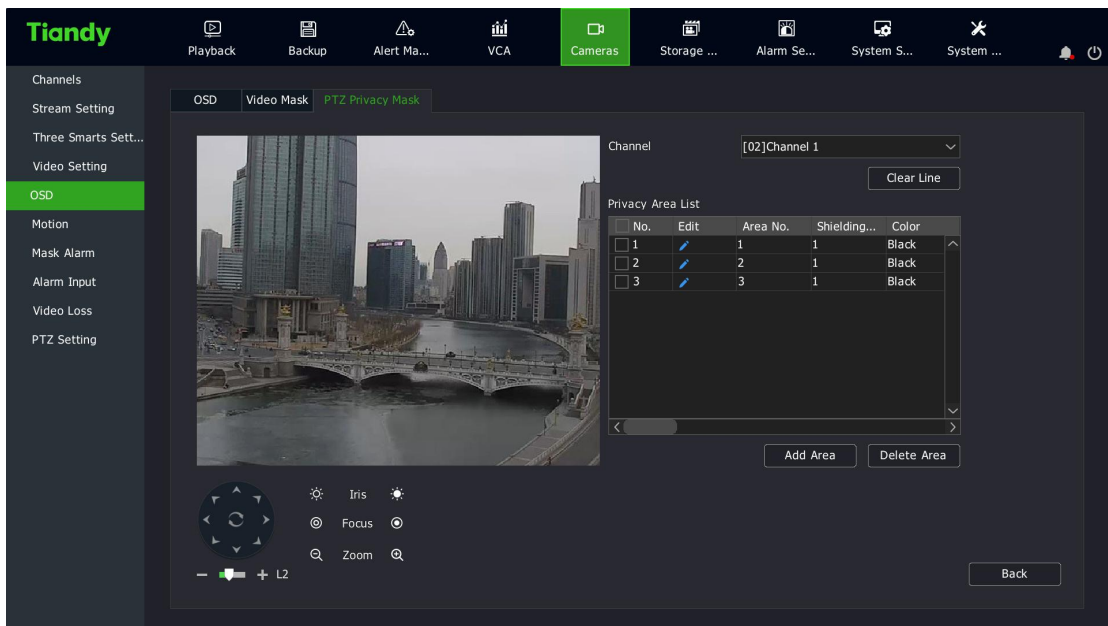 Tiandy
Playback
Backup
Alert Ma...
VCA
Cameras
Storage ...
Alarm Se...
System S...
System ...
Channels
Stream Setting
Three Smarts Sett...
Video Setting
OSD
Motion
Mask Alarm
Alarm Input
Video Loss
PTZ Setting
OSD Video Mask PTZ Privacy Mask
Channel [02]Channel 1
Clear Line
Privacy Area List
No. Edit Area No. Shielding... Color
1 1 1 Black
2 2 1 Black
3 3 1 Black
Add Area Delete Area
Iris
Focus
Zoom
L2
Back